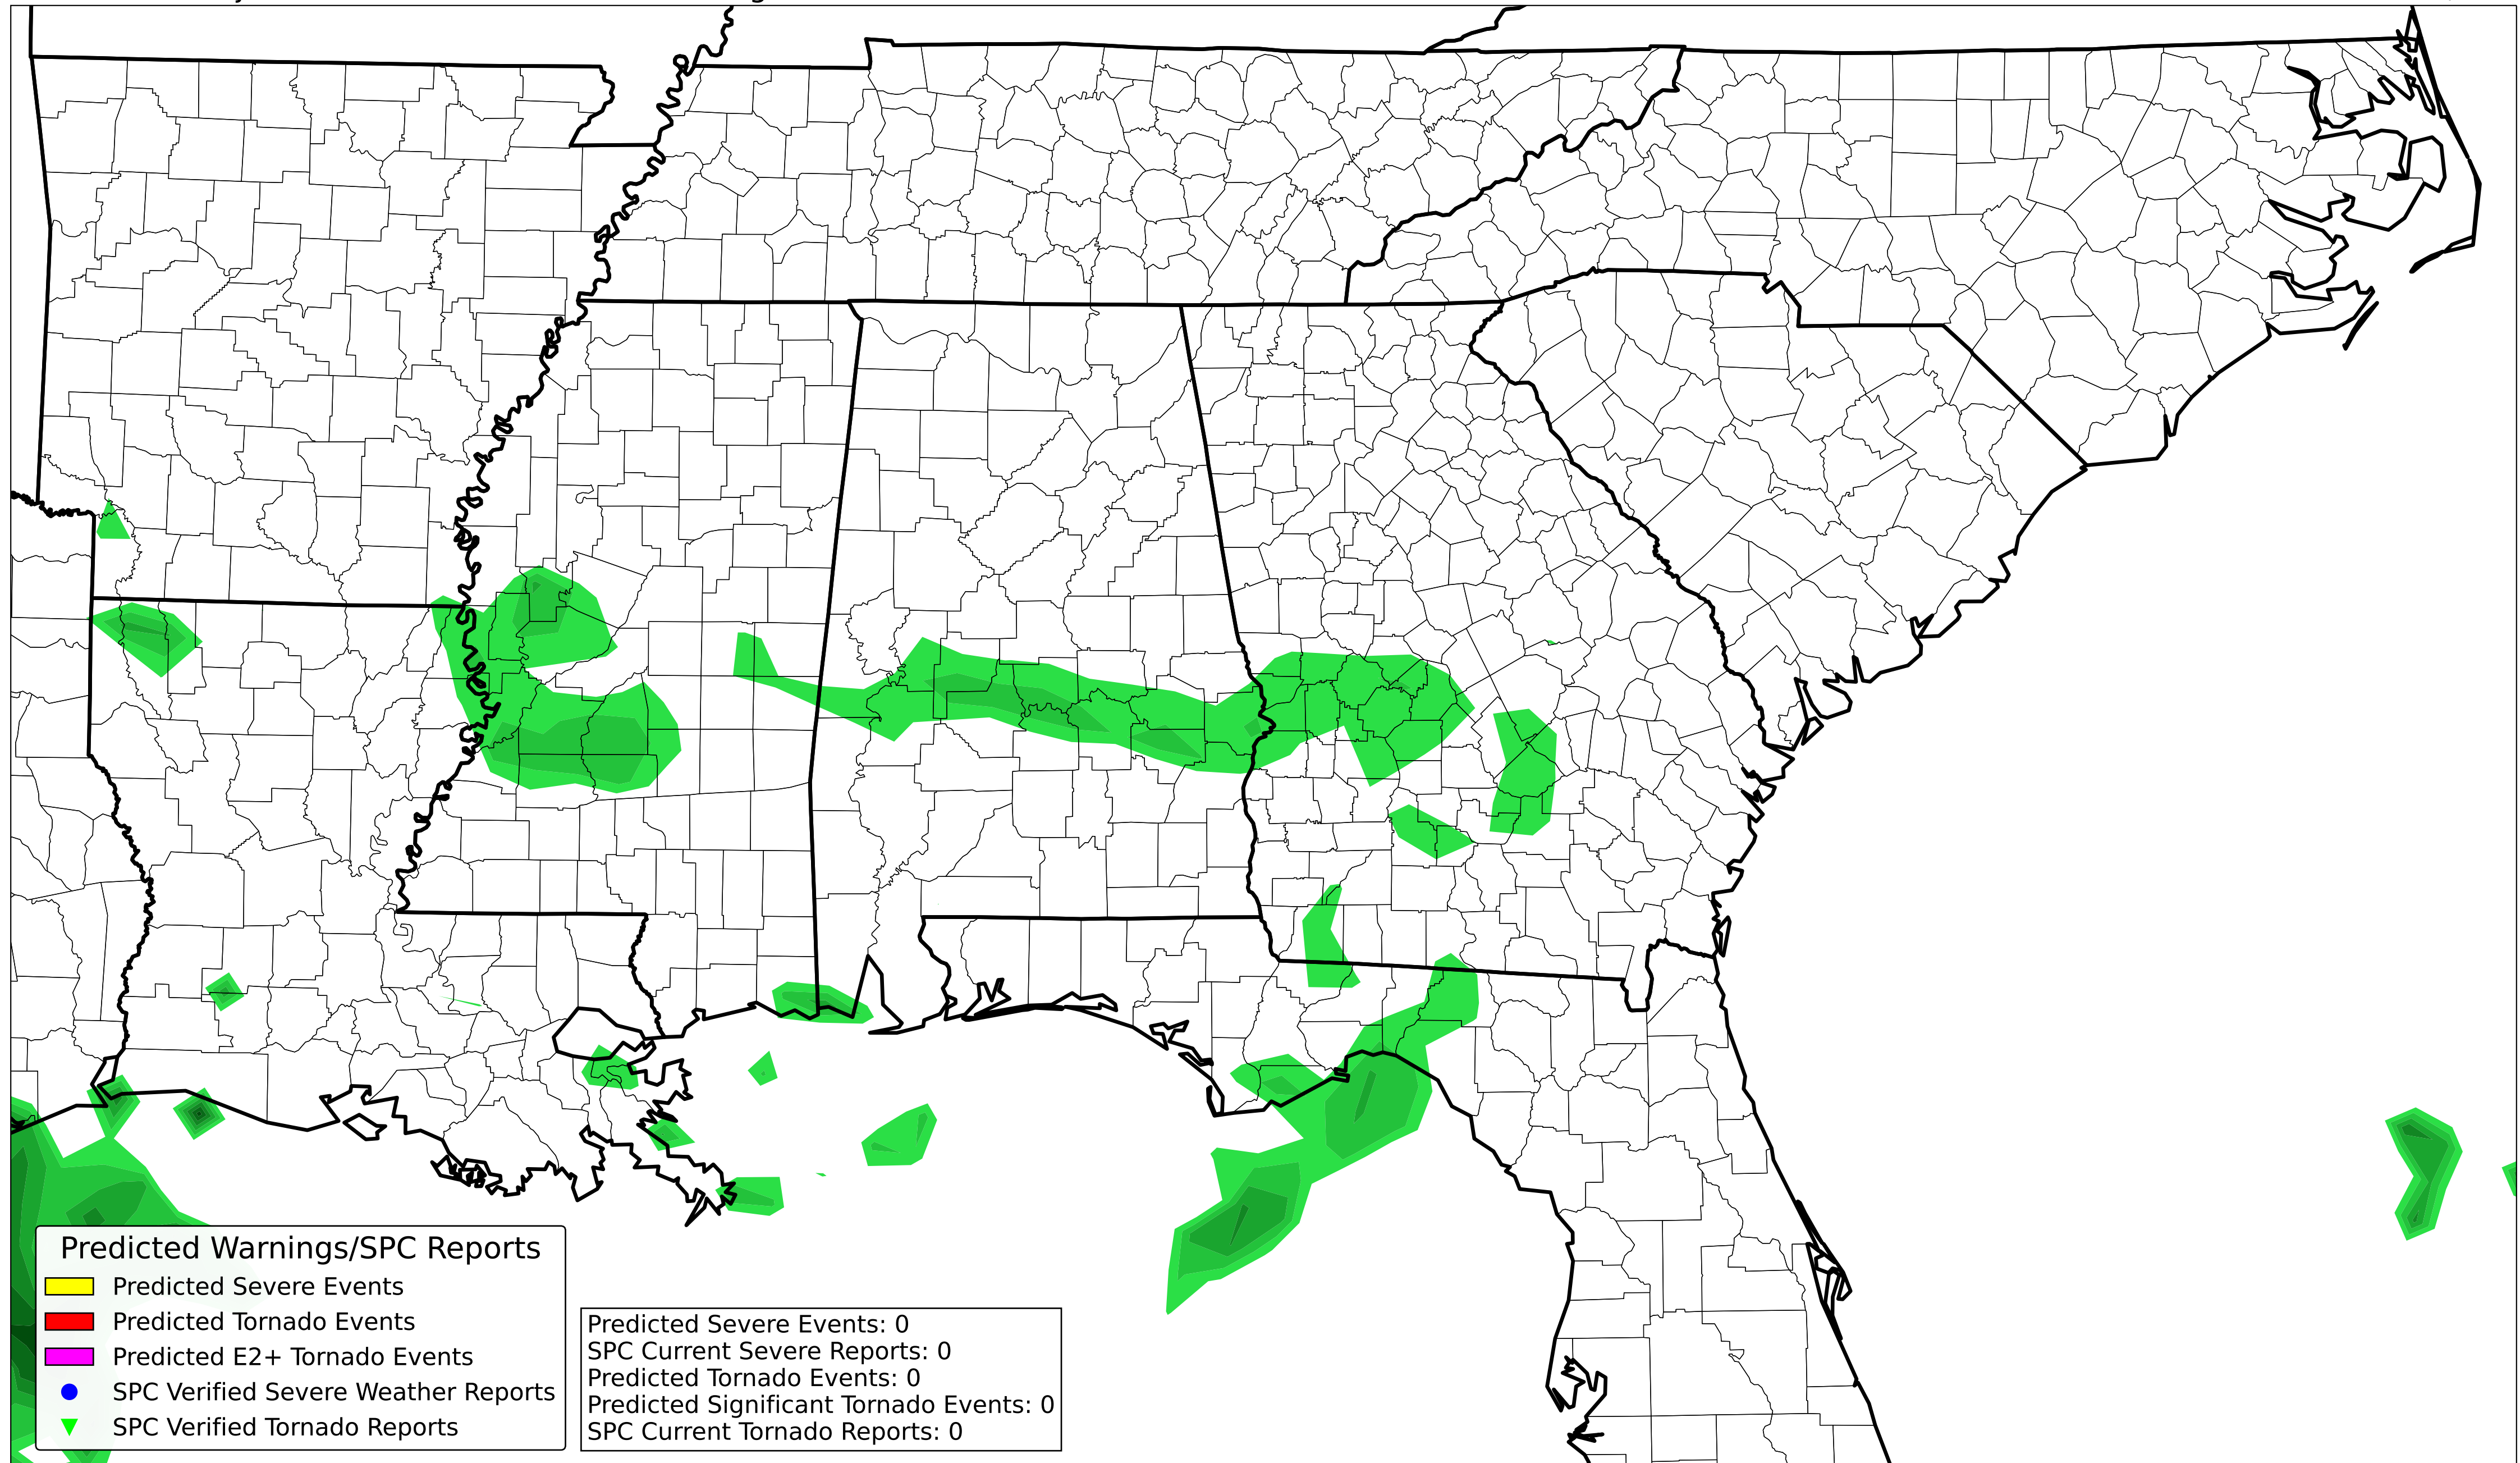 Predicted Warnings/SPC Reports
Predicted Severe Events
Predicted Tornado Events
Predicted E2+ Tornado Events
SPC Verified Severe Weather Reports
SPC Verified Tornado Reports
Predicted Severe Events: 0
SPC Current Severe Reports: 0
Predicted Tornado Events: 0
Predicted Significant Tornado Events: 0
SPC Current Tornado Reports: 0